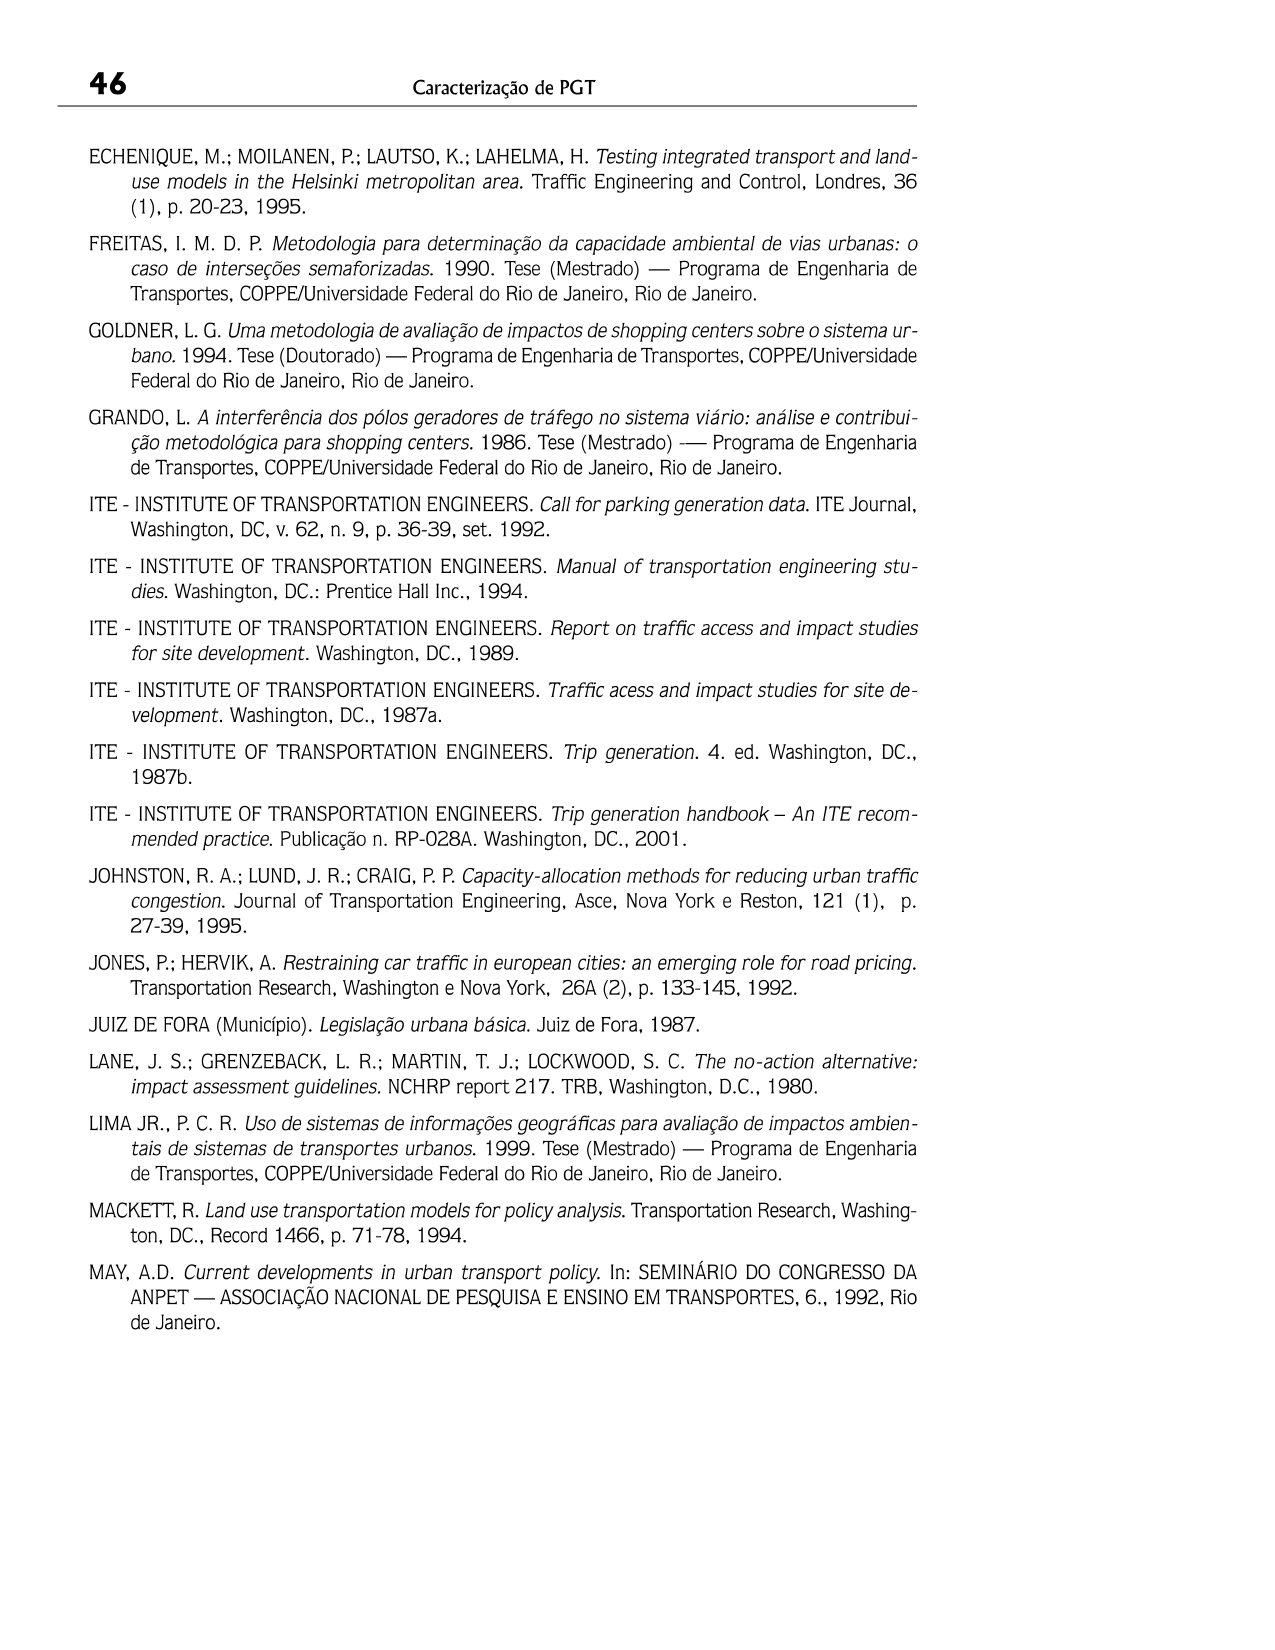 46
Caracterização de PGT
ECHENIQUE, M.; MOILANEN, P.; LAUTSO, K.; LAHELMA, H. Testing integrated transport and land-
use models in the Helsinki metropolitan area. Traffic Engineering and Control, Londres, 36
(1), p. 20-23, 1995.
FREITAS, I. M. D. P. Metodologia para determinação da capacidade ambiental de vias urbanas: o
caso de interseções semaforizadas. 1990. Tese (Mestrado) — Programa de Engenharia de
Transportes, COPPE/Universidade Federal do Rio de Janeiro, Rio de Janeiro.
GOLDNER, L. G. Uma metodologia de avaliação de impactos de shopping centers sobre o sistema ur-
bano. 1994. Tese (Doutorado) — Programa de Engenharia de Transportes, COPPE/Universidade
Federal do Rio de Janeiro, Rio de Janeiro.
GRANDO, L. A interferência dos pólos geradores de tráfego no sistema viário: análise e contribui-
ção metodológica para shopping centers. 1986. Tese (Mestrado) -— Programa de Engenharia
de Transportes, COPPE/Universidade Federal do Rio de Janeiro, Rio de Janeiro.
ITE - INSTITUTE OF TRANSPORTATION ENGINEERS. Call for parking generation data. ITE Journal,
Washington, DC, v. 62, n. 9, p. 36-39, set. 1992.
ITE - INSTITUTE OF TRANSPORTATION ENGINEERS. Manual of transportation engineering stu-
dies. Washington, DC.: Prentice Hall Inc., 1994.
ITE - INSTITUTE OF TRANSPORTATION ENGINEERS. Report on traffic access and impact studies
for site development. Washington, DC., 1989.
ITE - INSTITUTE OF TRANSPORTATION ENGINEERS. Traffic acess and impact studies for site de-
velopment. Washington, DC., 1987a.
ITE - INSTITUTE OF TRANSPORTATION ENGINEERS. Trip generation. 4. ed. Washington, DC.,
1987b.
ITE - INSTITUTE OF TRANSPORTATION ENGINEERS. Trip generation handbook – An ITE recom-
mended practice. Publicação n. RP-028A. Washington, DC., 2001.
JOHNSTON, R. A.; LUND, J. R.; CRAIG, P. P. Capacity-allocation methods for reducing urban traffic
congestion. Journal of Transportation Engineering, Asce, Nova York e Reston, 121 (1), p.
27-39, 1995.
JONES, P.; HERVIK, A. Restraining car traffic in european cities: an emerging role for road pricing.
Transportation Research, Washington e Nova York, 26A (2), p. 133-145, 1992.
JUIZ DE FORA (Município). Legislação urbana básica. Juiz de Fora, 1987.
LANE, J. S.; GRENZEBACK, L. R.; MARTIN, T. J.; LOCKWOOD, S. C. The no-action alternative:
impact assessment guidelines. NCHRP report 217. TRB, Washington, D.C., 1980.
LIMA JR., P. C. R. Uso de sistemas de informações geográficas para avaliação de impactos ambien-
tais de sistemas de transportes urbanos. 1999. Tese (Mestrado) — Programa de Engenharia
de Transportes, COPPE/Universidade Federal do Rio de Janeiro, Rio de Janeiro.
MACKETT, R. Land use transportation models for policy analysis. Transportation Research, Washing-
ton, DC., Record 1466, p. 71-78, 1994.
MAY, A.D. Current developments in urban transport policy. In: SEMINÁRIO DO CONGRESSO DA
ANPET — ASSOCIAÇÃO NACIONAL DE PESQUISA E ENSINO EM TRANSPORTES, 6., 1992, Rio
de Janeiro.